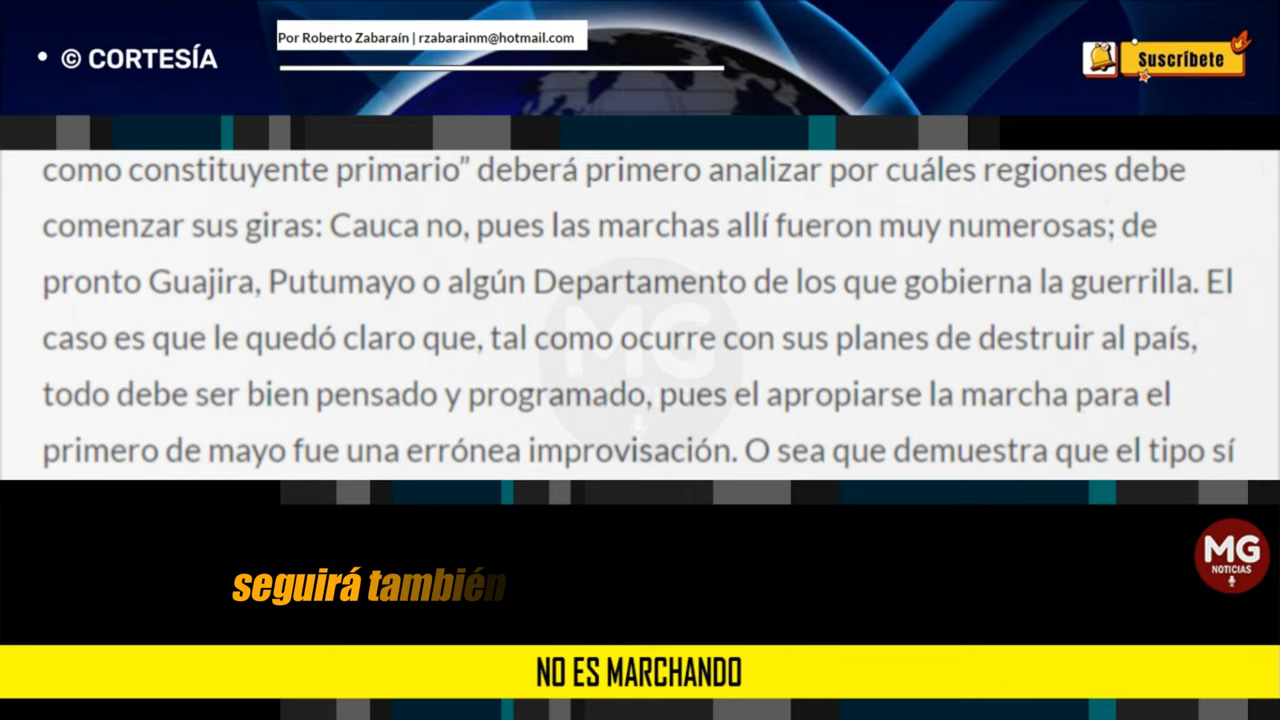 • © CORTESÍA
Por Roberto Zabaraín | rzabarainm@hotmail.com
Suscríbete
como constituyente primario” deberá primero analizar por cuáles regiones debe
comenzar sus giras: Cauca no, pues las marchas allí fueron muy numerosas; de
pronto Guajira, Putumayo o algún Departamento de los que gobierna la guerrilla. El
caso es que le quedó claro que, tal como ocurre con sus planes de destruir al país,
todo debe ser bien pensado y programado, pues el apropiarse la marcha para el
primero de mayo fue una errónea improvisación. O sea que demuestra que el tipo sí
MG
MG
NOTICIAS
seguirá también
NO ES MARCHANDO